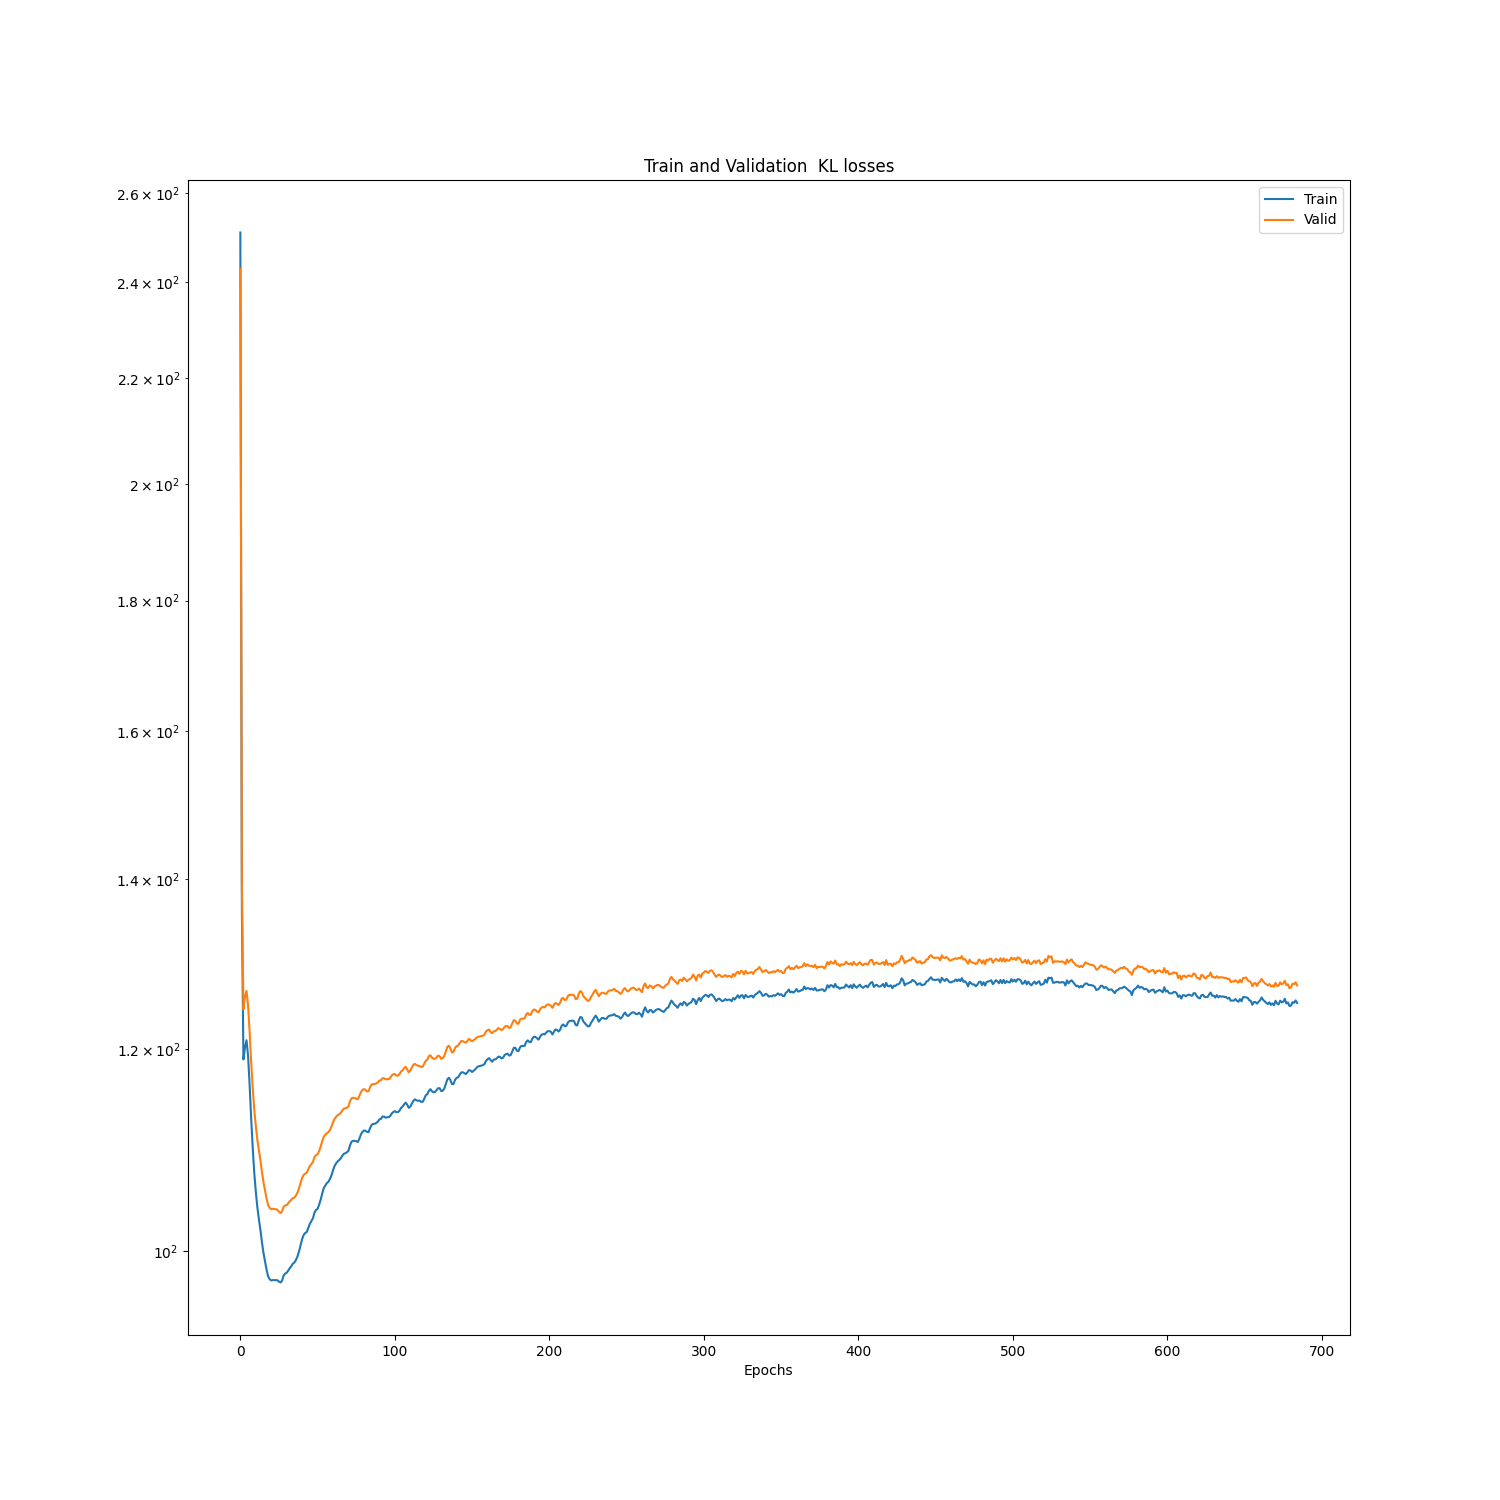 Train and Validation  KL losses
Train
Valid
2.6 × 10²
2.4 × 10²
2.2 × 10²
2 × 10²
1.8 × 10²
1.6 × 10²
1.4 × 10²
1.2 × 10²
10²
0 100 200 300 400 500 600 700
Epochs